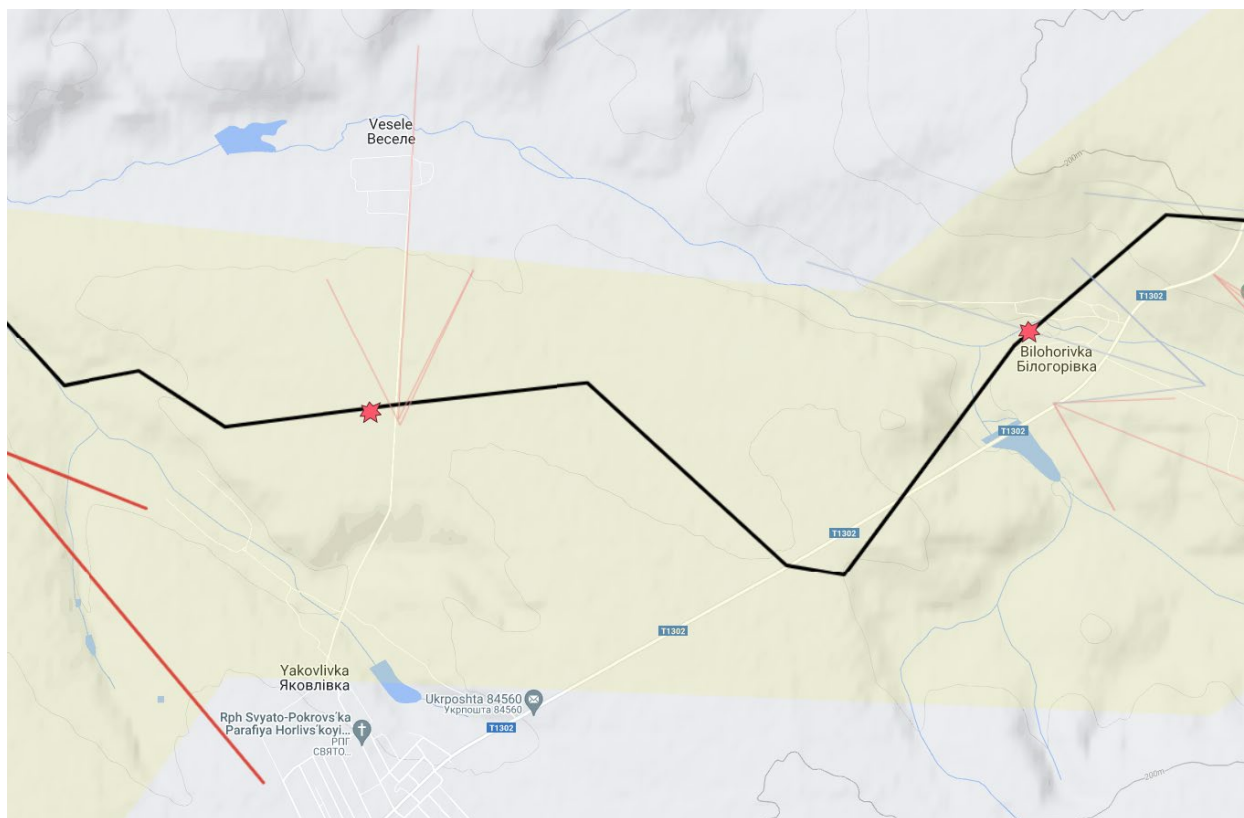 Vesele
Веселе
-200m-
T1302
Bilohorivka
Білогорівка
T1302
T1302
T1302
Yakovlivka
Яковлівка
Ukrposhta 84560
Укрпошта 84560
Rph Svyato-Pokrovs'ka
Parafiya Horlivs'koyi...
РПГ
СВЯТО...
T1302
-200m-